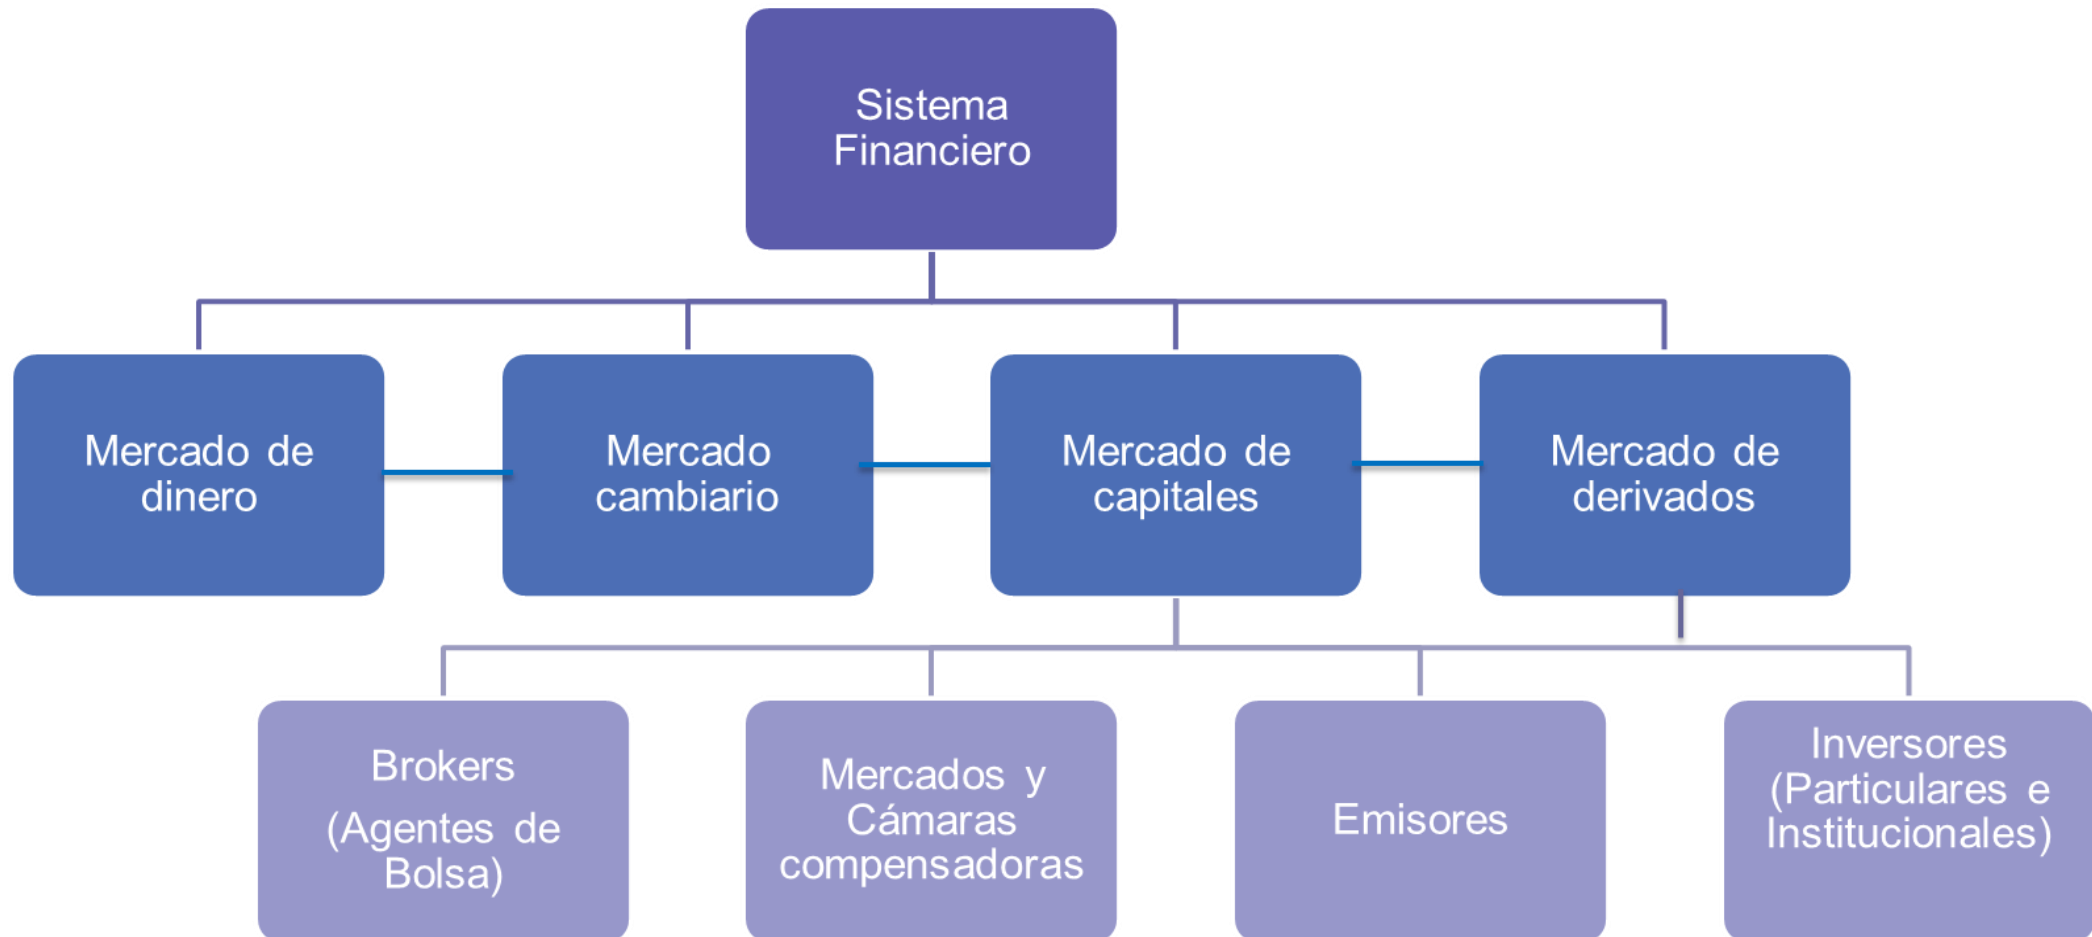 Sistema
Financiero
Mercado de
dinero
Mercado
cambiario
Mercado de
capitales
Mercado de
derivados
Brokers
(Agentes de
Bolsa)
Mercados y
Cámaras
compensadoras
Emisores
Inversores
(Particulares e
Institucionales)